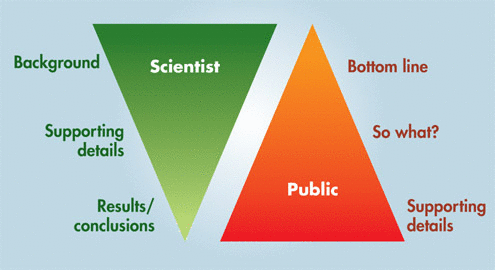 Background
Scientist
Supporting
details
Results/
conclusions
Bottom line
So what?
Public
Supporting
details